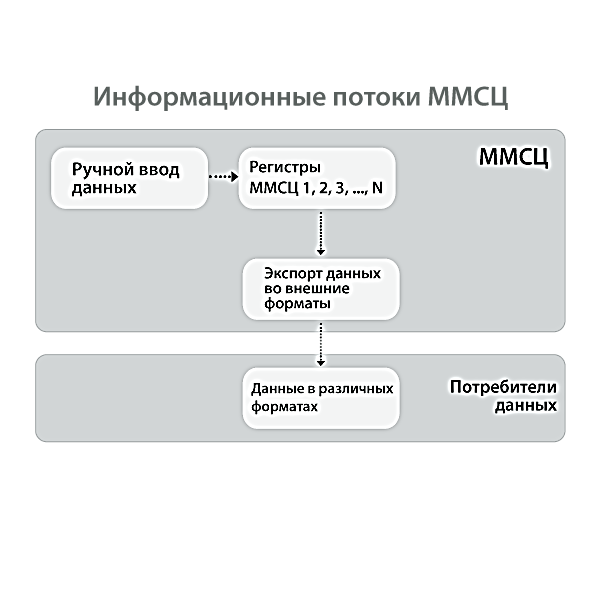 Информационные потоки ММСЦ
ММСЦ
Ручной ввод
данных
Регистры
ММСЦ 1, 2, 3, ..., N
Экспорт данных
во внешние
форматы
Данные в различных
форматах
Потребители
данных